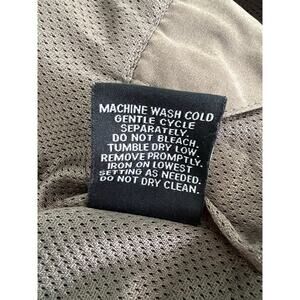 MACHINE WASH COLD
GENTLE CYCLE
SEPARATELY.
DO NOT BLEACH.
TUMBLE DRY LOW.
REMOVE PROMPTLY.
IRON ON LOWEST
SETTING AS NEEDED.
DO NOT DRY CLEAN.